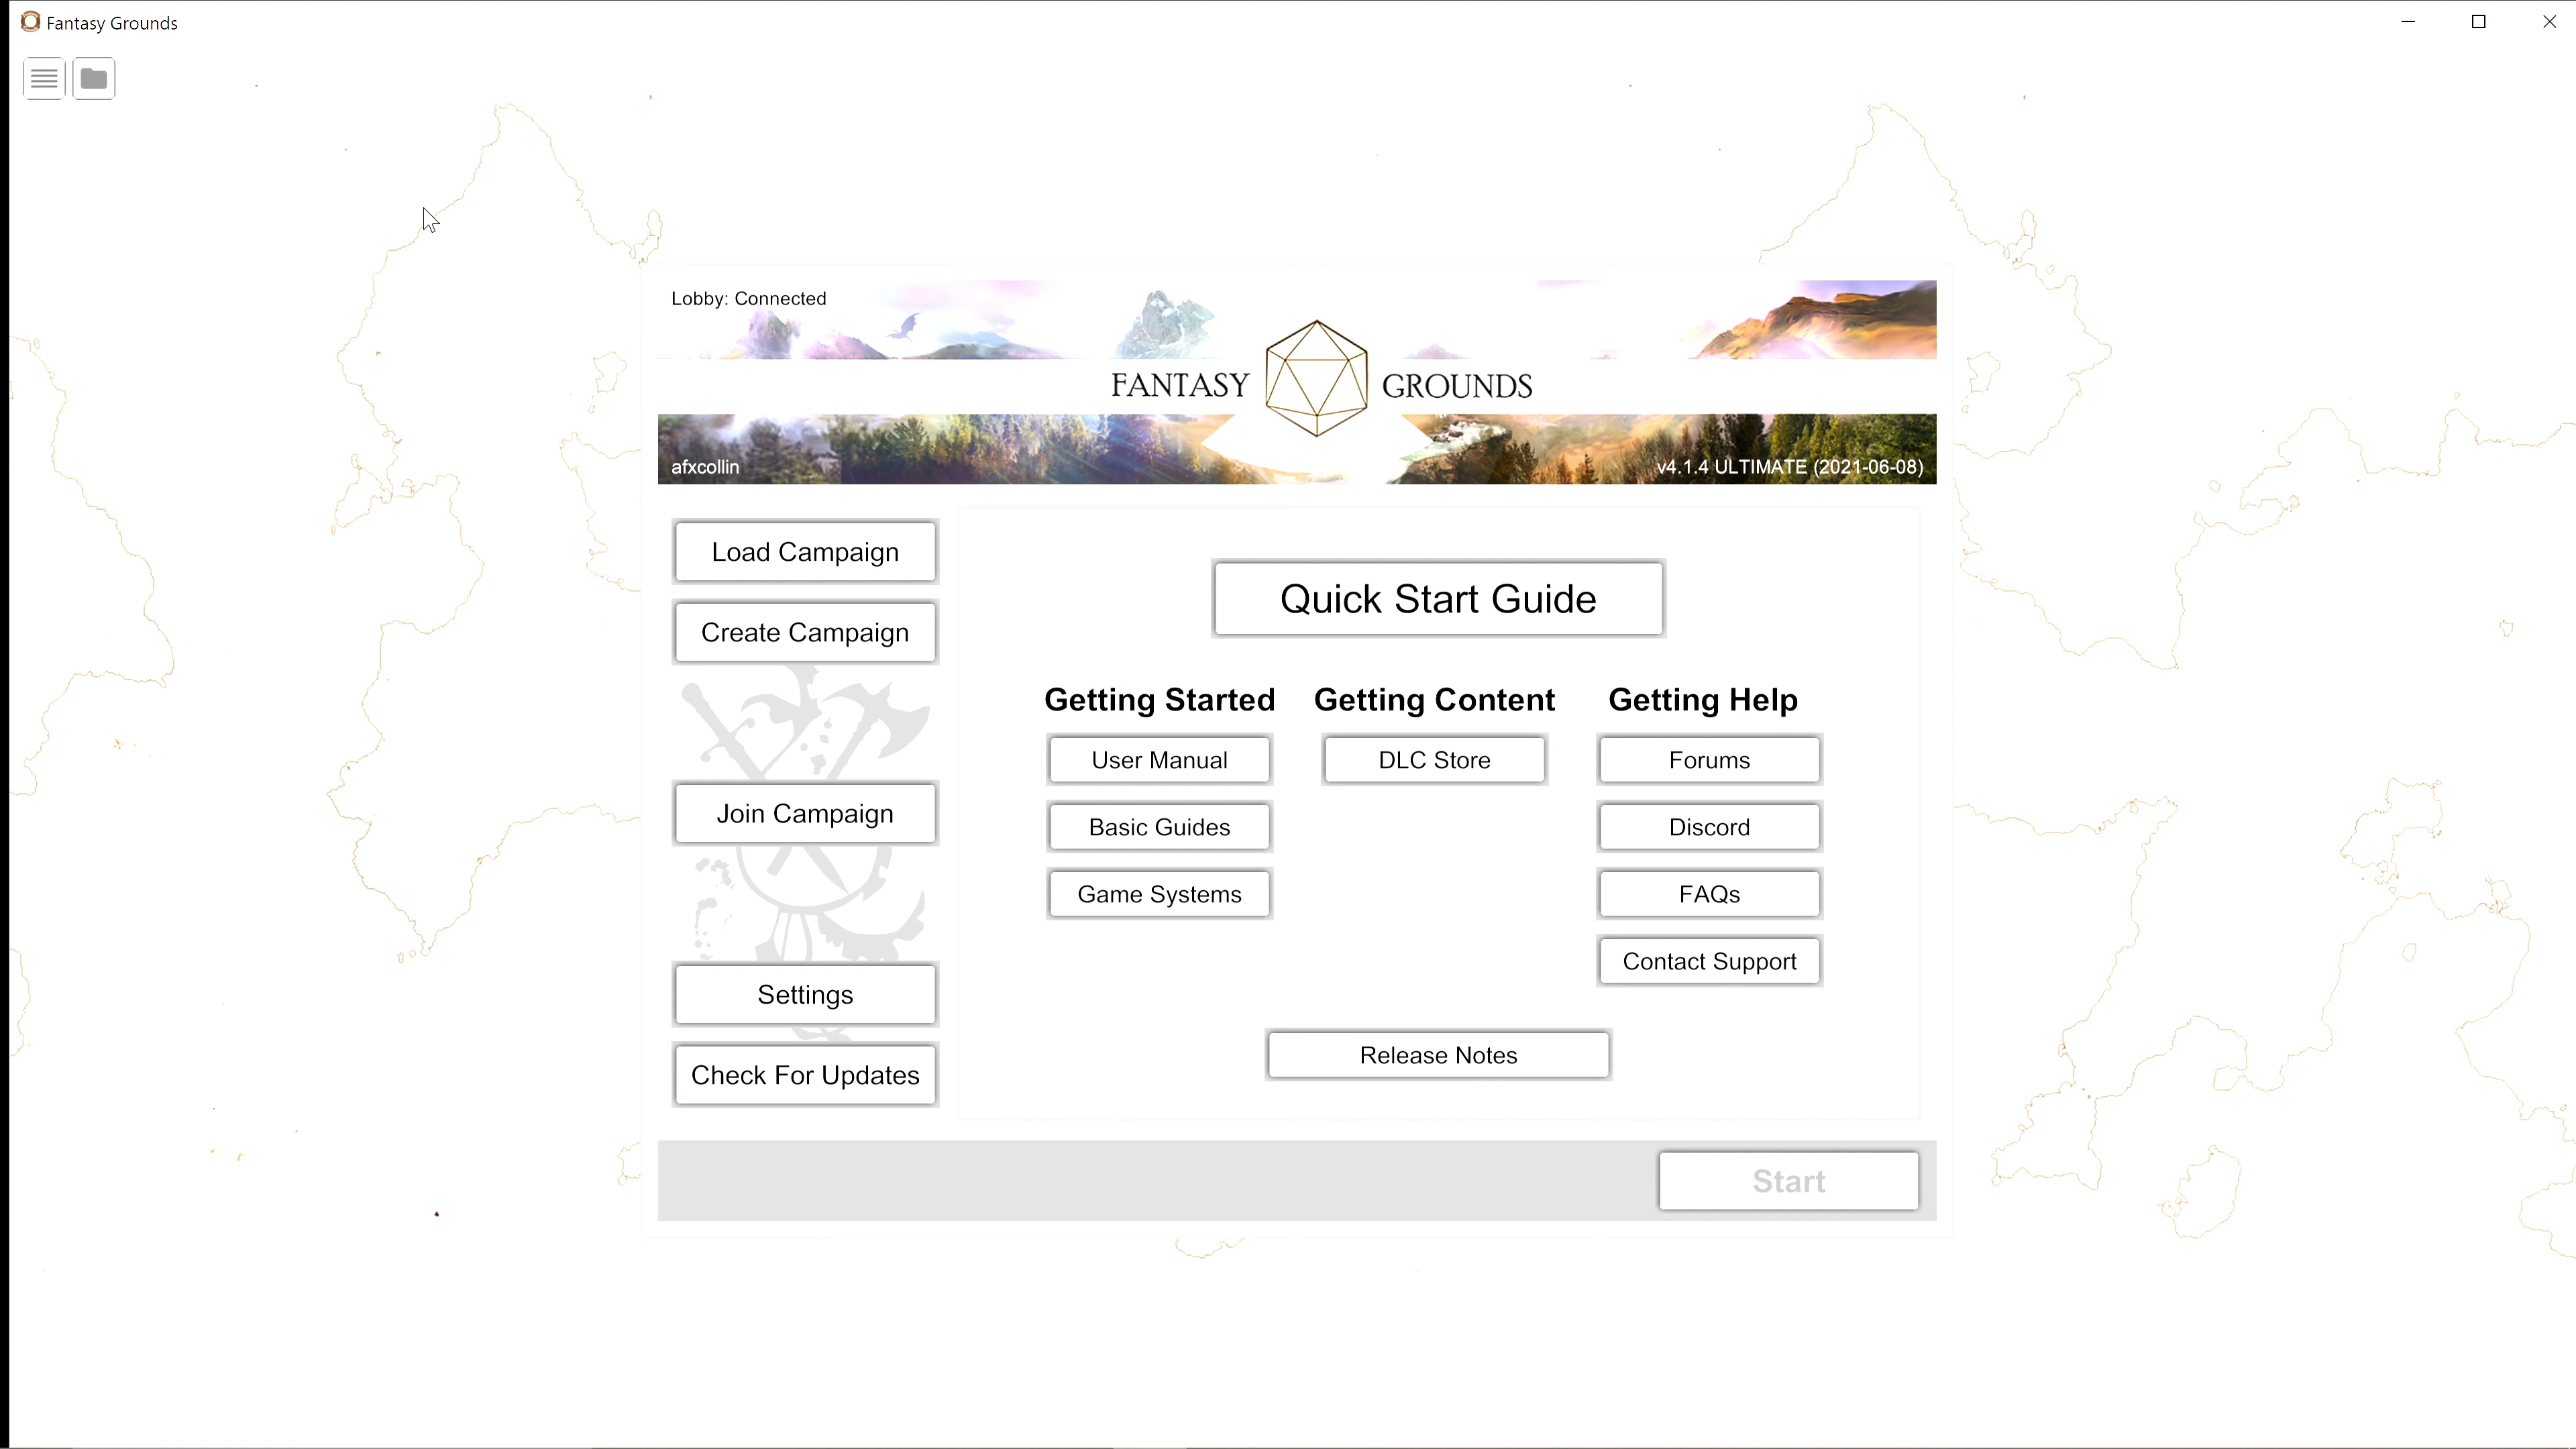 Fantasy Grounds
Lobby: Connected
FANTASY GROUNDS
afxcollin
v4.1.4 ULTIMATE (2021-06-08)
Load Campaign
Create Campaign
Join Campaign
Settings
Check For Updates
Quick Start Guide
Getting Started
User Manual
Basic Guides
Game Systems
Getting Content
DLC Store
Getting Help
Forums
Discord
FAQs
Contact Support
Release Notes
Start